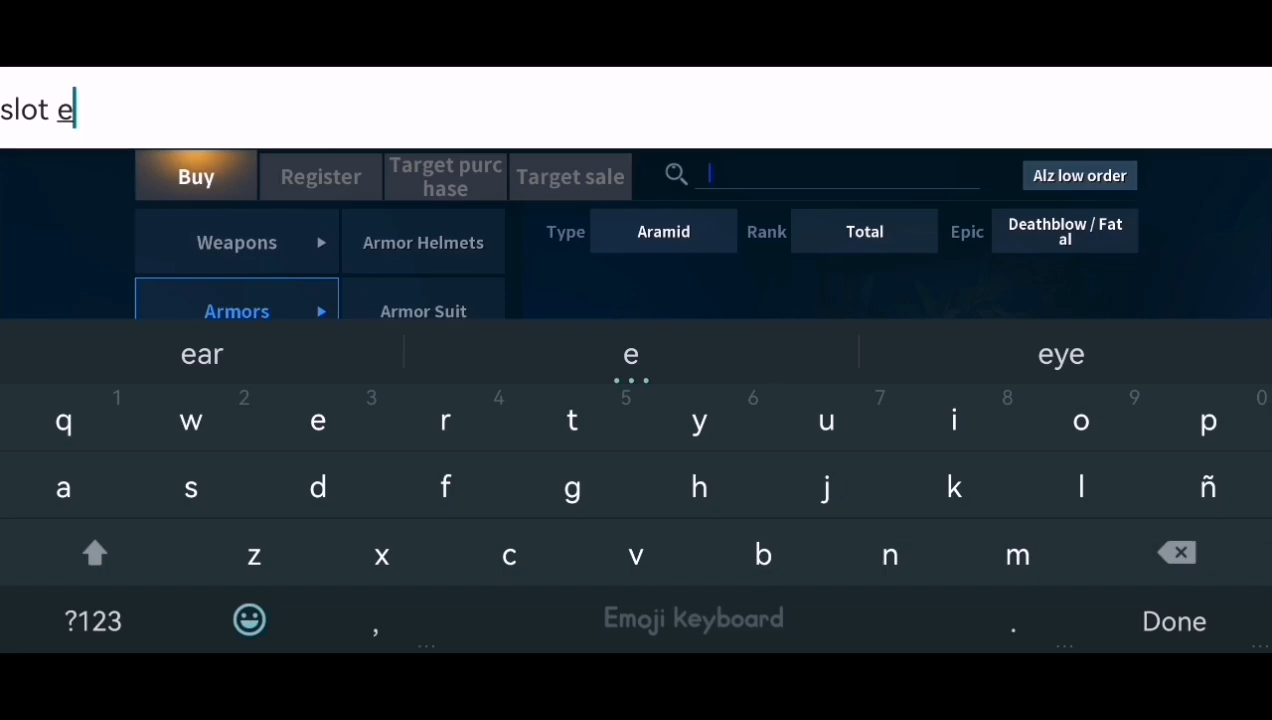 slot e
Buy
Register
Target purc
hase
Target sale
Alz low order
Weapons
Armor Helmets
Type
Aramid
Rank
Total
Epic
Deathblow / Fat
al
Armors
Armor Suit
ear
e
eye
1 2 3 4 5 6 7 8 9 0
q w e r t y u i o p
a s d f g h j k l ñ
z x c v b n m
?123
,
Emoji keyboard
.
Done